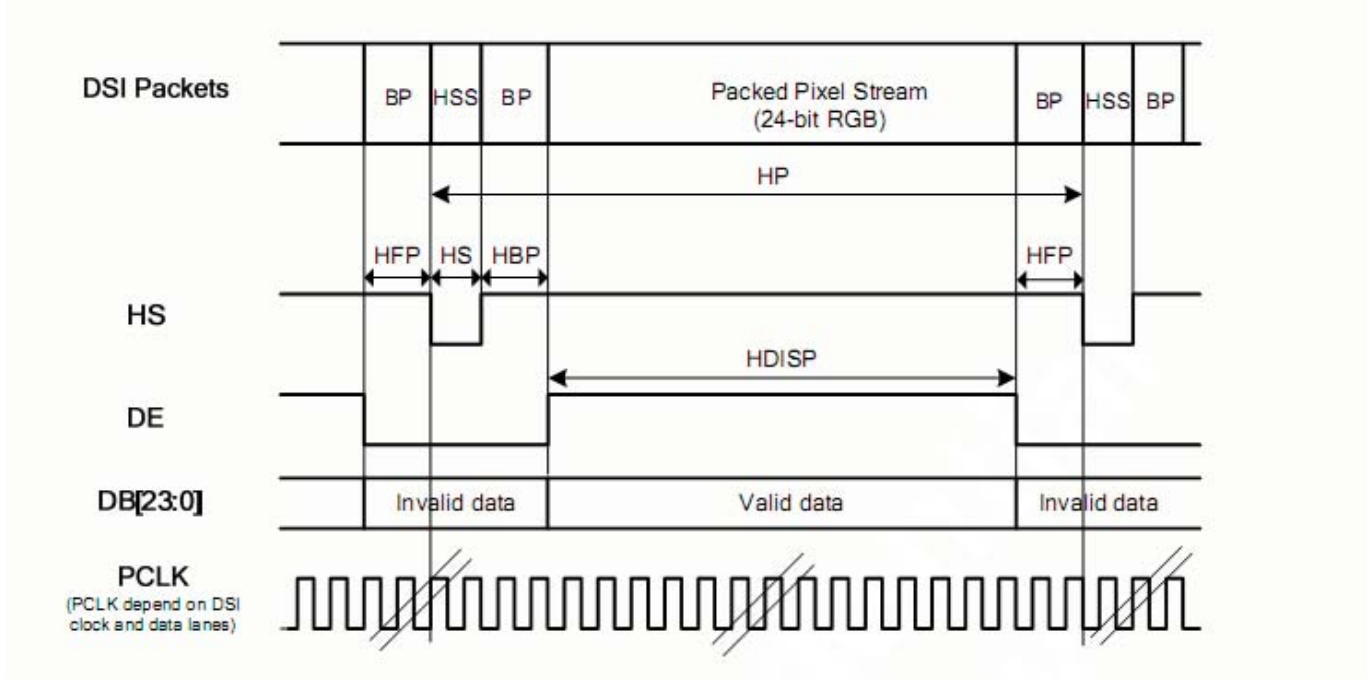 DSI Packets
BP HSS BP Packed Pixel Stream BP HSS BP
(24-bit RGB)
HP
HFP HS HBP HFP
HS
HDISP
DE
DB[23:0] Invalid data Valid data Invalid data
PCLK
(PCLK depend on DSI
clock and data lanes)